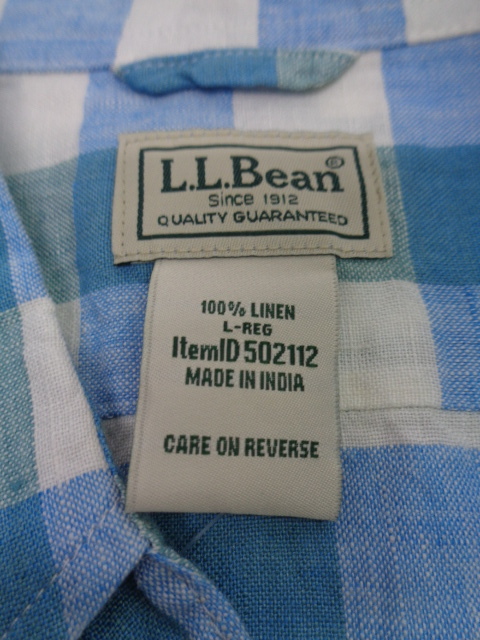 L.L.Bean®
Since 1912
QUALITY GUARANTEED
100% LINEN
L-REG
ItemID 502112
MADE IN INDIA
CARE ON REVERSE